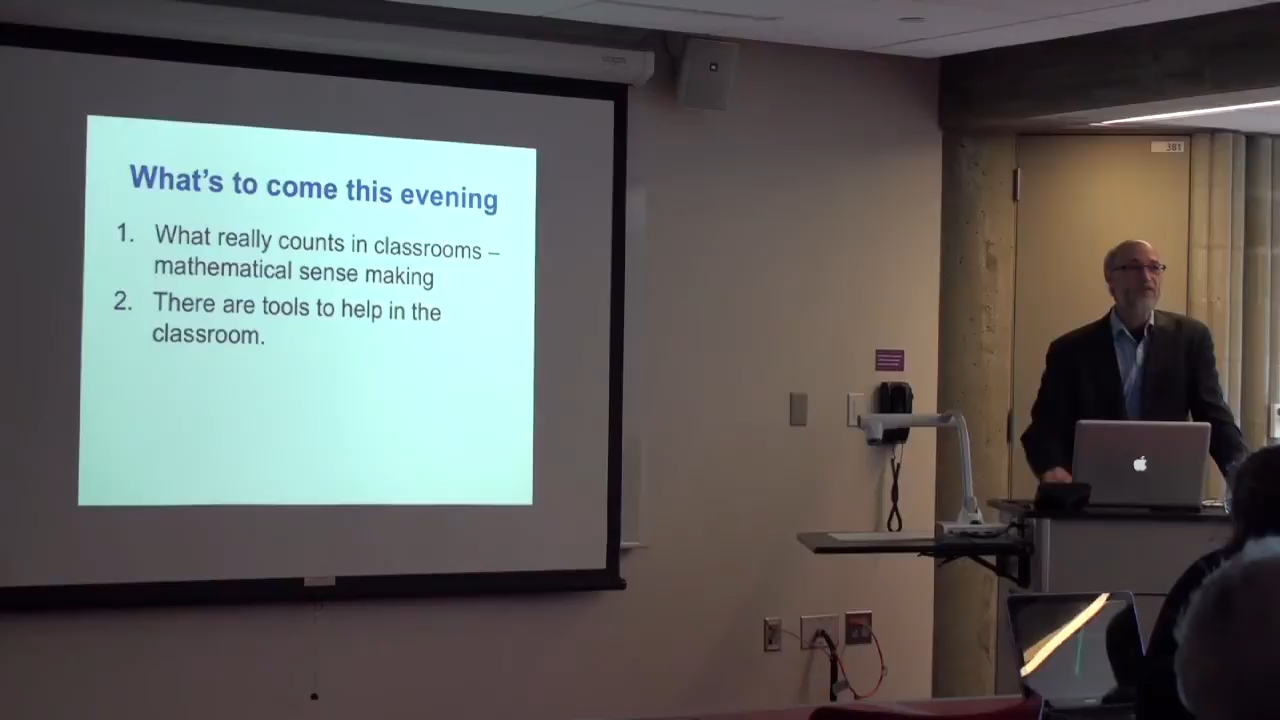 What's to come this evening
1. What really counts in classrooms –
mathematical sense making
2. There are tools to help in the
classroom.
381